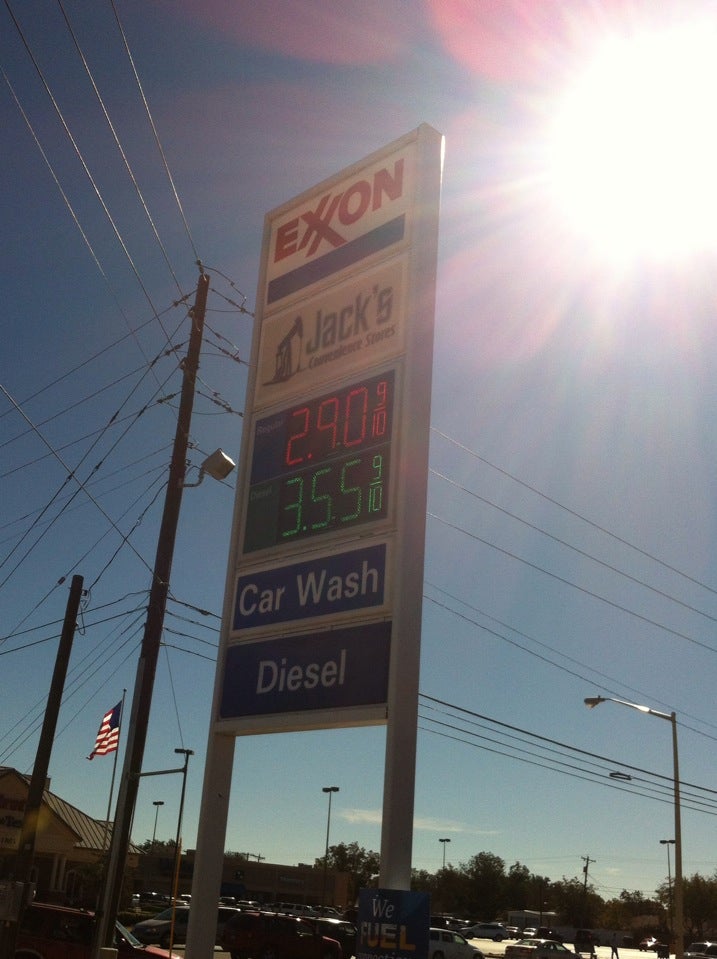 EXXON
Jack's
Convenience Stores
Regular 2.90 9/10
Diesel 3.55 9/10
Car Wash
Diesel
We
FUEL